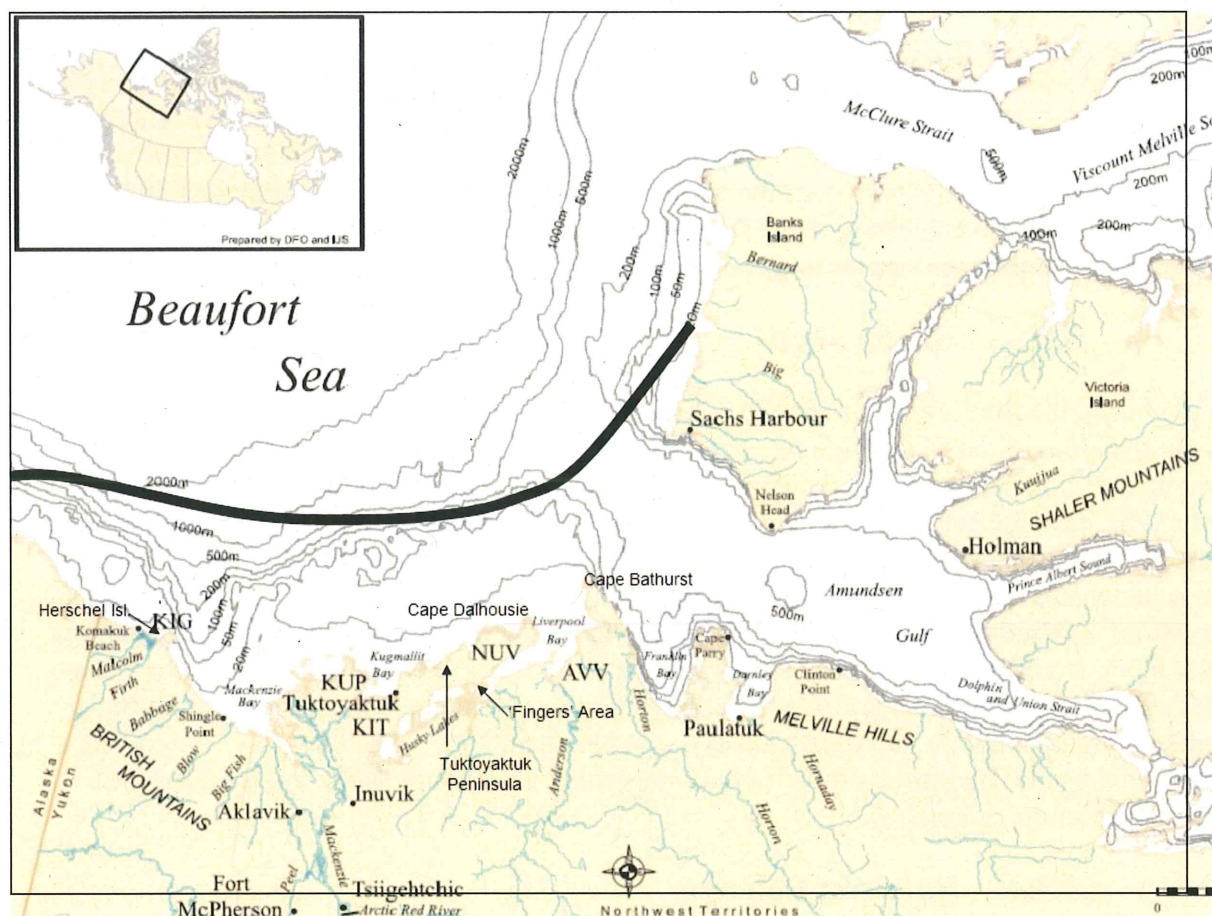 Prepared by DFO and IJS
Beaufort
Sea
2000m
1000m
500m
200m
100m
50m
McClure Strait
500m
Viscount Melville
200m
100m
200m
200m
100m
200m
Banks
Island
Bernard
Big
Sachs Harbour
Nelson
Head
Victoria
Island
Kuujjua
SHALER MOUNTAINS
Holman
Prince Albert Sound
Amundsen
Gulf
500m
Dolphin
and Union Strait
2000m
1000m
500m
200m
100m
50m
20m
Herschel Isl.
KIG
Komakuk
Beach
Malcolm
Firth
Babbage
Blow
Big Fish
Shingle
Point
BRITISH
MOUNTAINS
Alaska
Yukon
Mackenzie
Bay
Kugmallit
Bay
Cape Dalhousie
Cape Bathurst
Liverpool
Bay
NUV
AVV
KUP
Tuktoyaktuk
KIT
Husky Lakes
'Fingers' Area
Tuktoyaktuk
Peninsula
Anderson
Horton
Franklin
Bay
Cape
Parry
Darnley
Bay
Clinton
Point
Paulatuk
MELVILLE HILLS
Hornaday
Horton
Aklavik
Inuvik
Mackenzie
Peel
Fort
McPherson
Tsiigehtchic
Arctic Red River
Northwest Territories
0